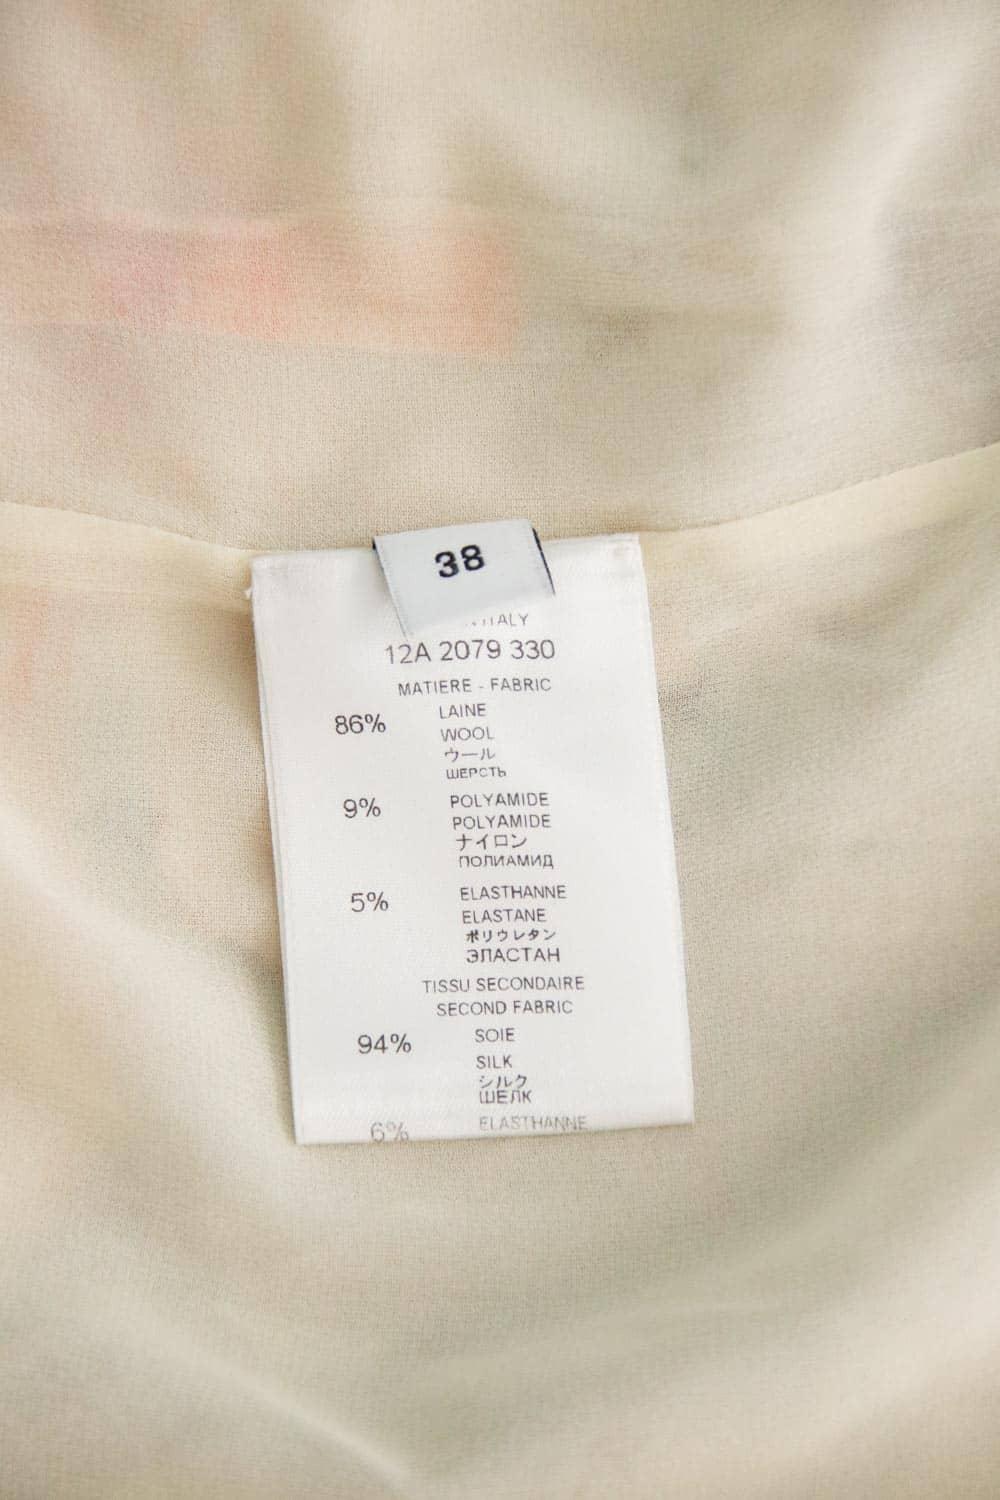 38
ITALY
12A 2079 330
MATIERE - FABRIC
86% LAINE
WOOL
ウール
ШЕРСТЬ
9% POLYAMIDE
POLYAMIDE
ナイロン
ПОЛИАМИД
5% ELASTHANNE
ELASTANE
ポリウレタン
ЭЛАСТАН
TISSU SECONDAIRE
SECOND FABRIC
94% SOIE
SILK
シルク
ШЕЛК
6% ELASTHANNE